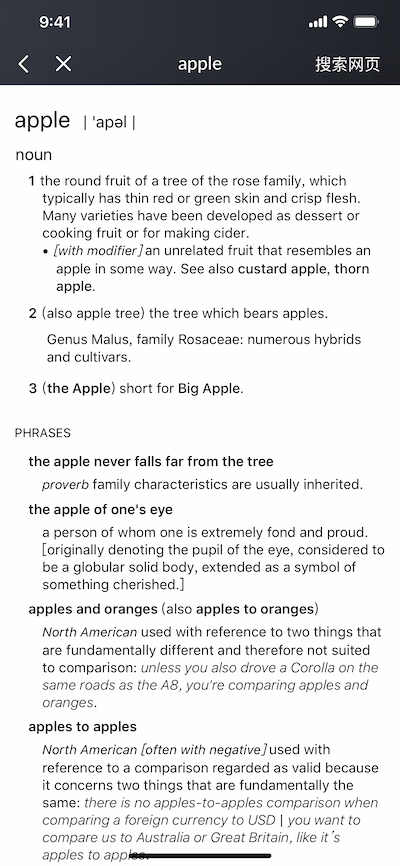 9:41
apple
搜索网页
apple | ˈapəl |
noun
1 the round fruit of a tree of the rose family, which
typically has thin red or green skin and crisp flesh.
Many varieties have been developed as dessert or
cooking fruit or for making cider.
• [with modifier] an unrelated fruit that resembles an
apple in some way. See also custard apple, thorn
apple.
2 (also apple tree) the tree which bears apples.
Genus Malus, family Rosaceae: numerous hybrids
and cultivars.
3 (the Apple) short for Big Apple.
PHRASES
the apple never falls far from the tree
proverb family characteristics are usually inherited.
the apple of one's eye
a person of whom one is extremely fond and proud.
[originally denoting the pupil of the eye, considered to
be a globular solid body, extended as a symbol of
something cherished.]
apples and oranges (also apples to oranges)
North American used with reference to two things that
are fundamentally different and therefore not suited
to comparison: unless you also drove a Corolla on the
same roads as the A8, you're comparing apples and
oranges.
apples to apples
North American [often with negative] used with
reference to a comparison regarded as valid because
it concerns two things that are fundamentally the
same: there is no apples-to-apples comparison when
comparing a foreign currency to USD | you want to
compare us to Australia or Great Britain, like it's
apples to apples.